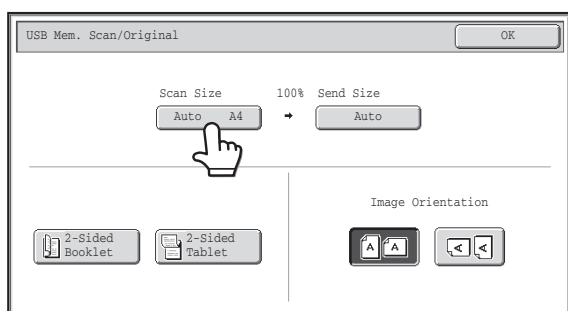 USB Mem. Scan/Original
OK
Scan Size 100% Send Size
Auto A4 Auto
Image Orientation
2-Sided
Booklet
2-Sided
Tablet
A A A A